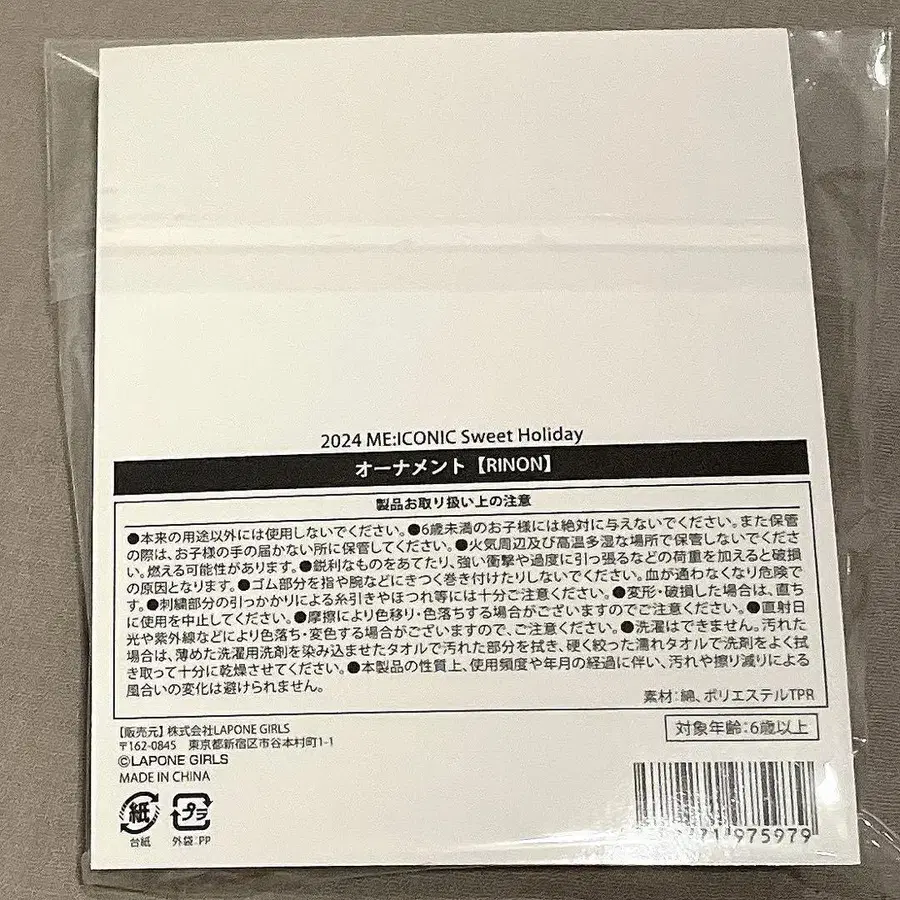 2024 ME:ICONIC Sweet Holiday
オーナメント【RINON】
製品お取り扱い上の注意
●本来の用途以外には使用しないでください。●6歳未満のお子様には絶対に与えないでください。また保管
の際は、お子様の手の届かない所に保管してください。●火気周辺及び高温多湿な場所で保管しないでくださ
い。燃える可能性があります。●鋭利なものをあてたり、強い衝撃や過度に引っ張るなどの荷重を加えると破損
の原因となります。●ゴム部分を指や腕などにきつく巻き付けたりしないでください。血が通わなくなり危険で
す。●刺繍部分の引っかかりによる糸引きやほつれ等には十分ご注意ください。●変形・破損した場合は、直ち
に使用を中止してください。●摩擦により色移り・色落ちする場合がございますのでご注意ください。●直射日
光や紫外線などにより色落ち・変色する場合がございますので、ご注意ください。●洗濯はできません。汚れた
場合は、薄めた洗濯用洗剤を染み込ませたタオルで汚れた部分を拭き、硬く絞った濡れタオルで洗剤をよく拭
き取って十分に乾燥させてください。●本製品の性質上、使用頻度や年月の経過に伴い、汚れや擦り減りによる
風合いの変化は避けられません。
素材：綿、ポリエステルTPR
【販売元】株式会社LAPONE GIRLS
〒162-0845 東京都新宿区市谷本村町1-1
©LAPONE GIRLS
MADE IN CHINA
対象年齢：6歳以上
紙
台紙
プラ
外袋：PP
71 975979